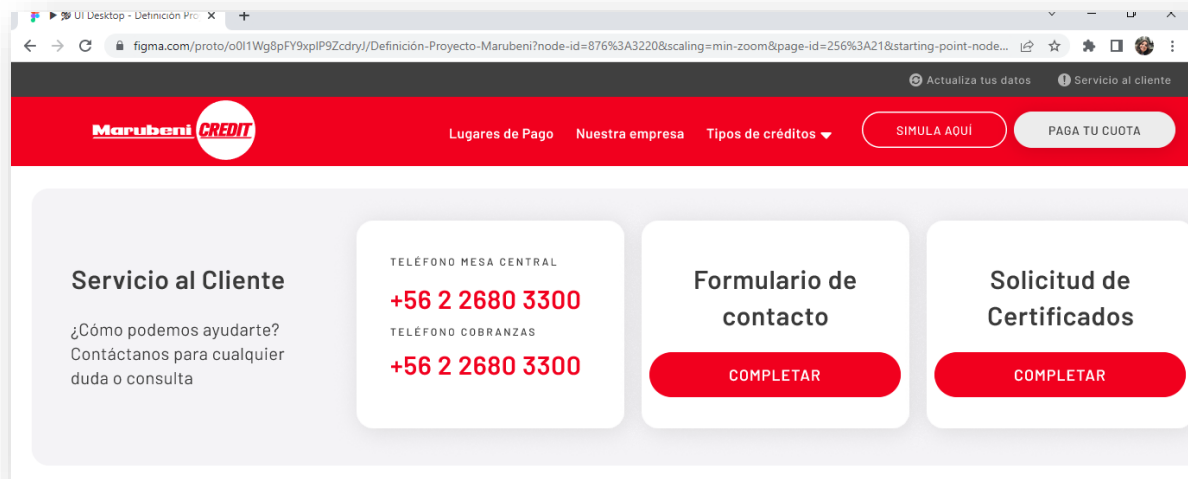 UI Desktop - Definición Pro
figma.com/proto/o0I1Wg8pFY9xplP9ZcdryJ/Definición-Proyecto-Marubeni?node-id=876%3A3220&scaling=min-zoom&page-id=256%3A21&starting-point-node...
Actualiza tus datos
Servicio al cliente
Marubeni CREDIT
Lugares de Pago
Nuestra empresa
Tipos de créditos
SIMULA AQUÍ
PAGA TU CUOTA
Servicio al Cliente
¿Cómo podemos ayudarte?
Contáctanos para cualquier
duda o consulta
TELÉFONO MESA CENTRAL
+56 2 2680 3300
TELÉFONO COBRANZAS
+56 2 2680 3300
Formulario de
contacto
COMPLETAR
Solicitud de
Certificados
COMPLETAR